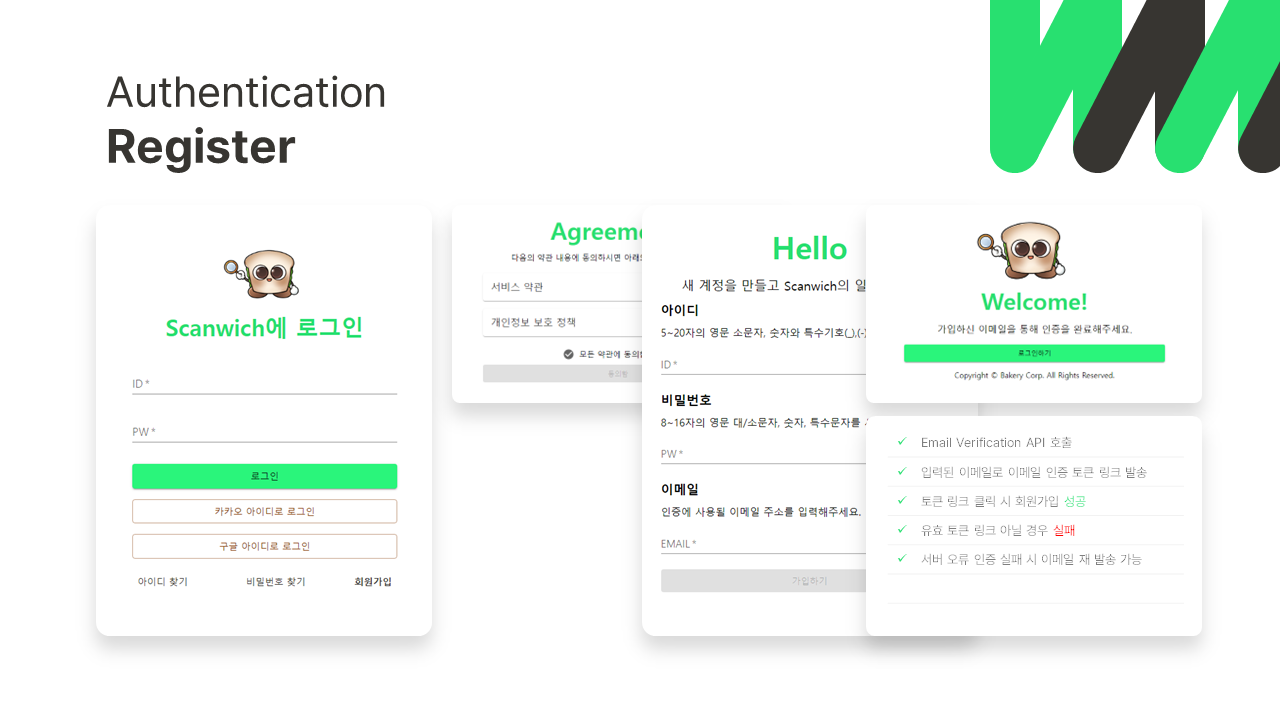 Authentication
Register
Scanwich에 로그인
ID *
PW *
로그인
카카오 아이디로 로그인
구글 아이디로 로그인
아이디 찾기 비밀번호 찾기 회원가입
Agreeme
다음의 약관 내용에 동의하시면 아래
서비스 약관
개인정보 보호 정책
모든 약관에 동의
동의함
Hello
새 계정을 만들고 Scanwich의 일
아이디
5~20자의 영문 소문자, 숫자와 특수기호(_),(-)
ID *
비밀번호
8~16자의 영문 대/소문자, 숫자, 특수문자를
PW *
이메일
인증에 사용될 이메일 주소를 입력해주세요.
EMAIL *
가입하기
Welcome!
가입하신 이메일을 통해 인증을 완료해주세요.
로그인하기
Copyright © Bakery Corp. All Rights Reserved.
✓ Email Verification API 호출
✓ 입력된 이메일로 이메일 인증 토큰 링크 발송
✓ 토큰 링크 클릭 시 회원가입 성공
✓ 유효 토큰 링크 아닐 경우 실패
✓ 서버 오류 인증 실패 시 이메일 재 발송 가능